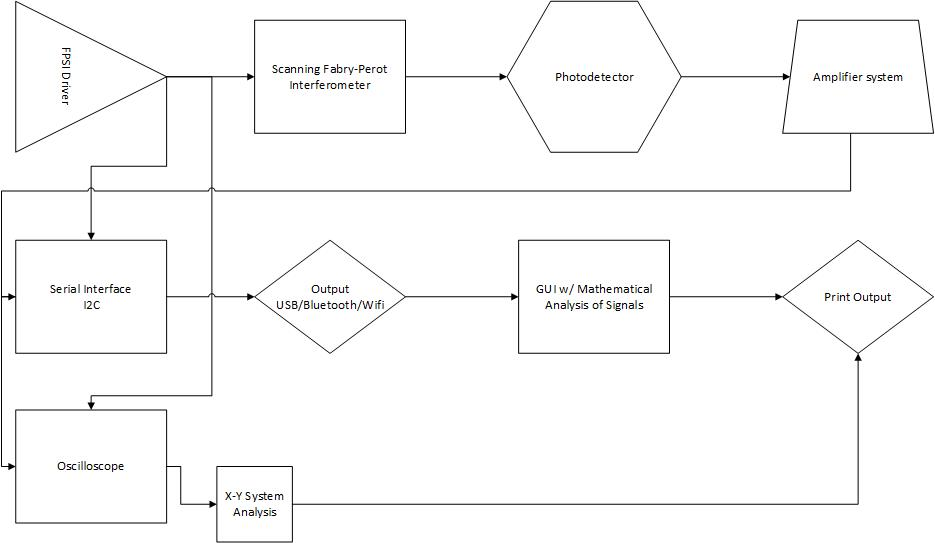 FPSI Driver
Scanning Fabry-Perot
Interferometer
Photodetector
Amplifier system
Serial Interface
I2C
Output
USB/Bluetooth/Wifi
GUI w/ Mathematical
Analysis of Signals
Print Output
Oscilloscope
X-Y System
Analysis